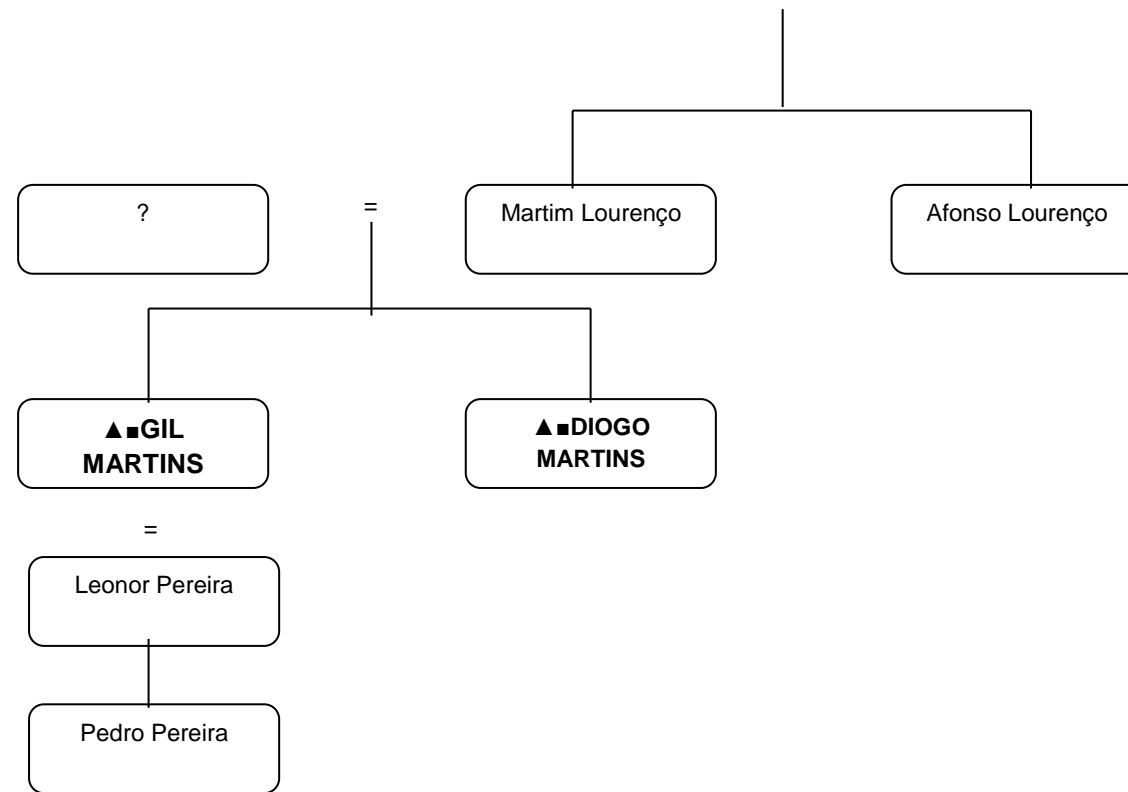 ?
=
Martim Lourenço
Afonso Lourenço
▲■GIL
MARTINS
▲■DIOGO
MARTINS
=
Leonor Pereira
Pedro Pereira